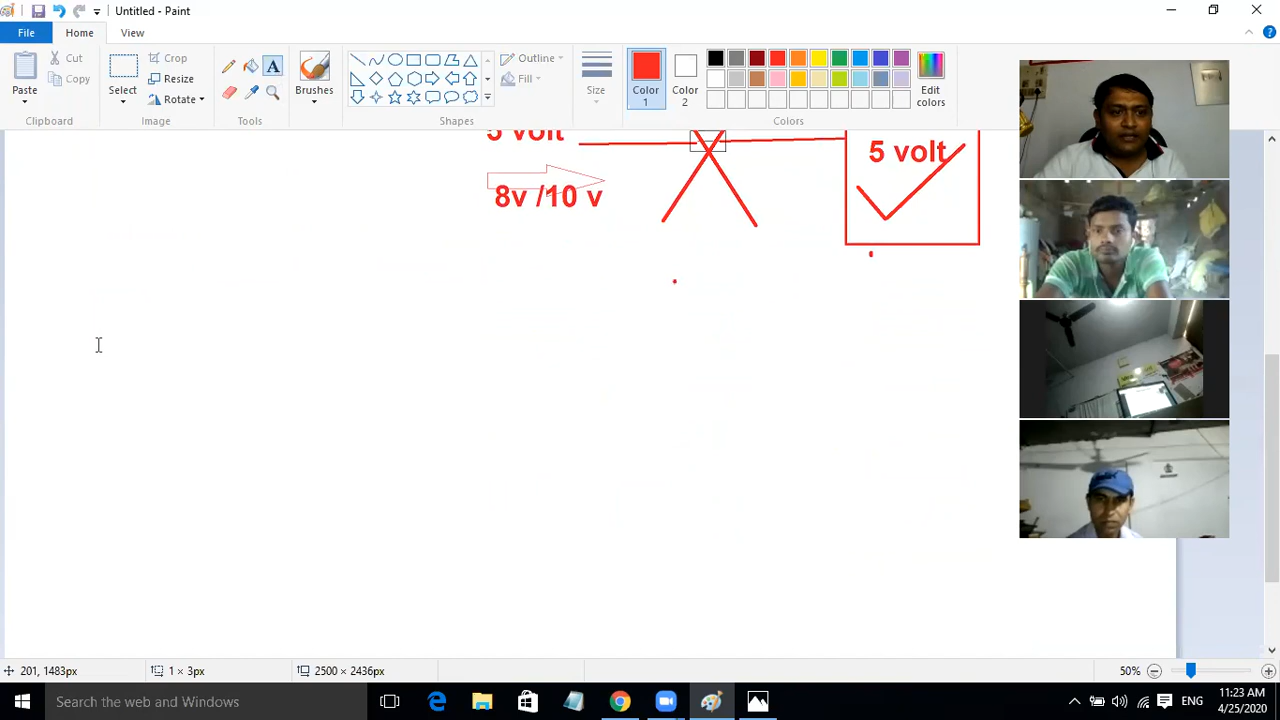 Untitled - Paint
File
Home
View
Paste
Cut
Copy
Clipboard
Select
Crop
Resize
Rotate
Image
A
Tools
Brushes
Outline
Fill
Shapes
Size
Color 1
Color 2
Edit colors
Colors
5 volt
8v /10 v
5 volt
201, 1483px
1 × 3px
2500 × 2436px
50%
Search the web and Windows
ENG
11:23 AM
4/25/2020